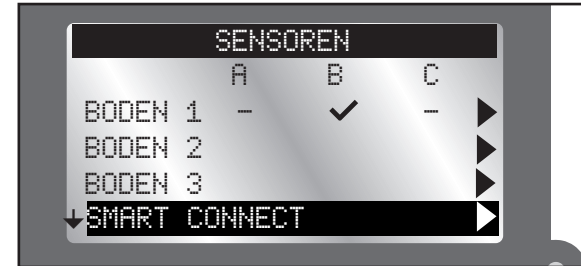 SENSOREN
A B C
BODEN 1 - ✓ -
BODEN 2
BODEN 3
SMART CONNECT